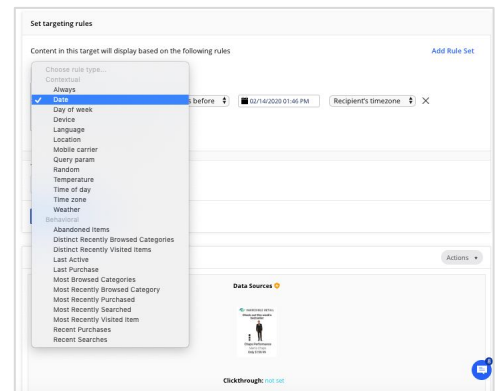 Set targeting rules
Content in this target will display based on the following rules
Add Rule Set
Choose rule type...
Contextual
Always
✓ Date
s before
02/14/2020 01:46 PM
Recipient's timezone
Day of week
Device
Language
Location
Mobile carrier
Query param
Random
Temperature
Time of day
Time zone
Weather
Behavioral
Abandoned Items
Distinct Recently Browsed Categories
Distinct Recently Visited Items
Last Active
Last Purchase
Most Browsed Categories
Most Recently Browsed Category
Most Recently Purchased
Most Recently Searched
Most Recently Visited Item
Recent Purchases
Recent Searches
Actions
Data Sources
Clickthrough: not set